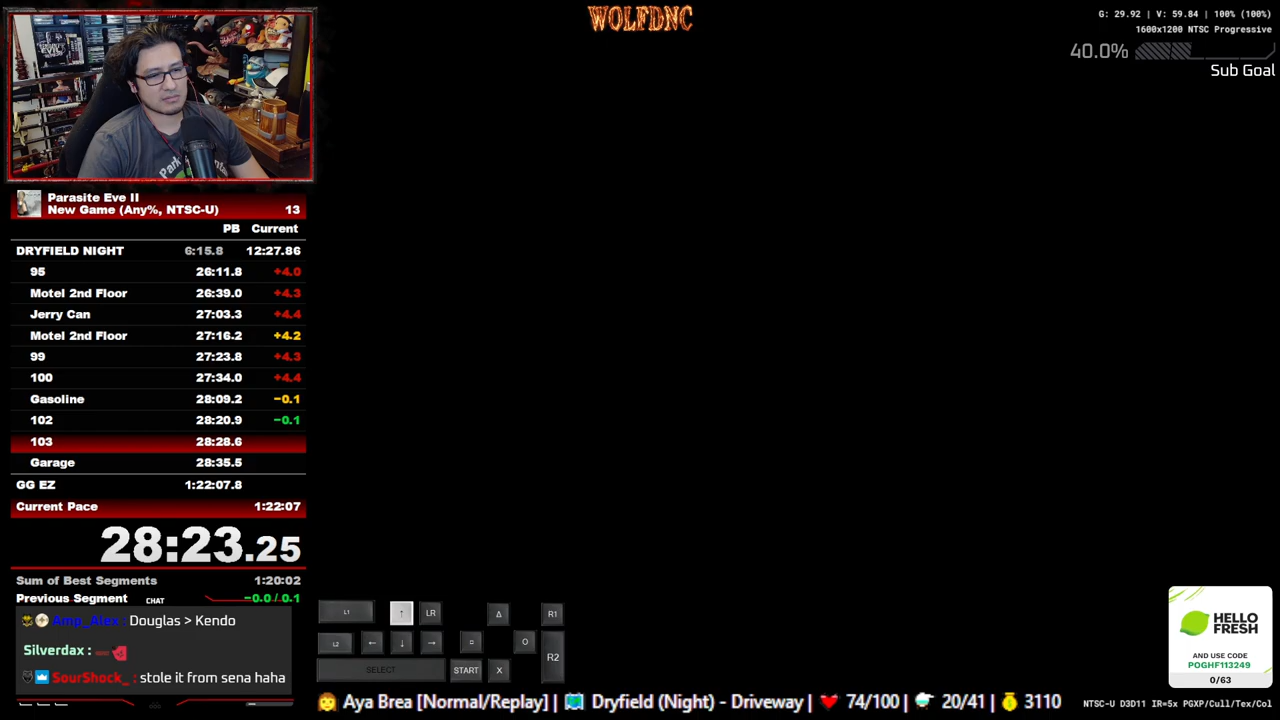 WOLFDNC
G: 29.92 | V: 59.84 | 100% (100%)
1600x1200 NTSC Progressive
40.0%
Sub Goal
Parasite Eve II
New Game (Any%, NTSC-U) 13
PB Current
DRYFIELD NIGHT 6:15.8 12:27.86
95 26:11.8 +4.0
Motel 2nd Floor 26:39.0 +4.3
Jerry Can 27:03.3 +4.4
Motel 2nd Floor 27:16.2 +4.2
99 27:23.8 +4.3
100 27:34.0 +4.4
Gasoline 28:09.2 −0.1
102 28:20.9 −0.1
103 28:28.6
Garage 28:35.5
GG EZ 1:22:07.8
Current Pace 1:22:07
28:23.25
Sum of Best Segments 1:20:02
Previous Segment −0.0 / 0.1
CHAT
Amp_Alex : Douglas > Kendo
Silverdax :
SourShock_ : stole it from sena haha
L1 ↑ LR Δ R1
L2 ← ↓ → □ O R2
SELECT START X
HELLO
FRESH
AND USE CODE
POGHF113249
0/63
Aya Brea [Normal/Replay] | Dryfield (Night) - Driveway | 74/100 | 20/41 | 3110
NTSC-U D3D11 IR=5x PGXP/Cull/Tex/Col